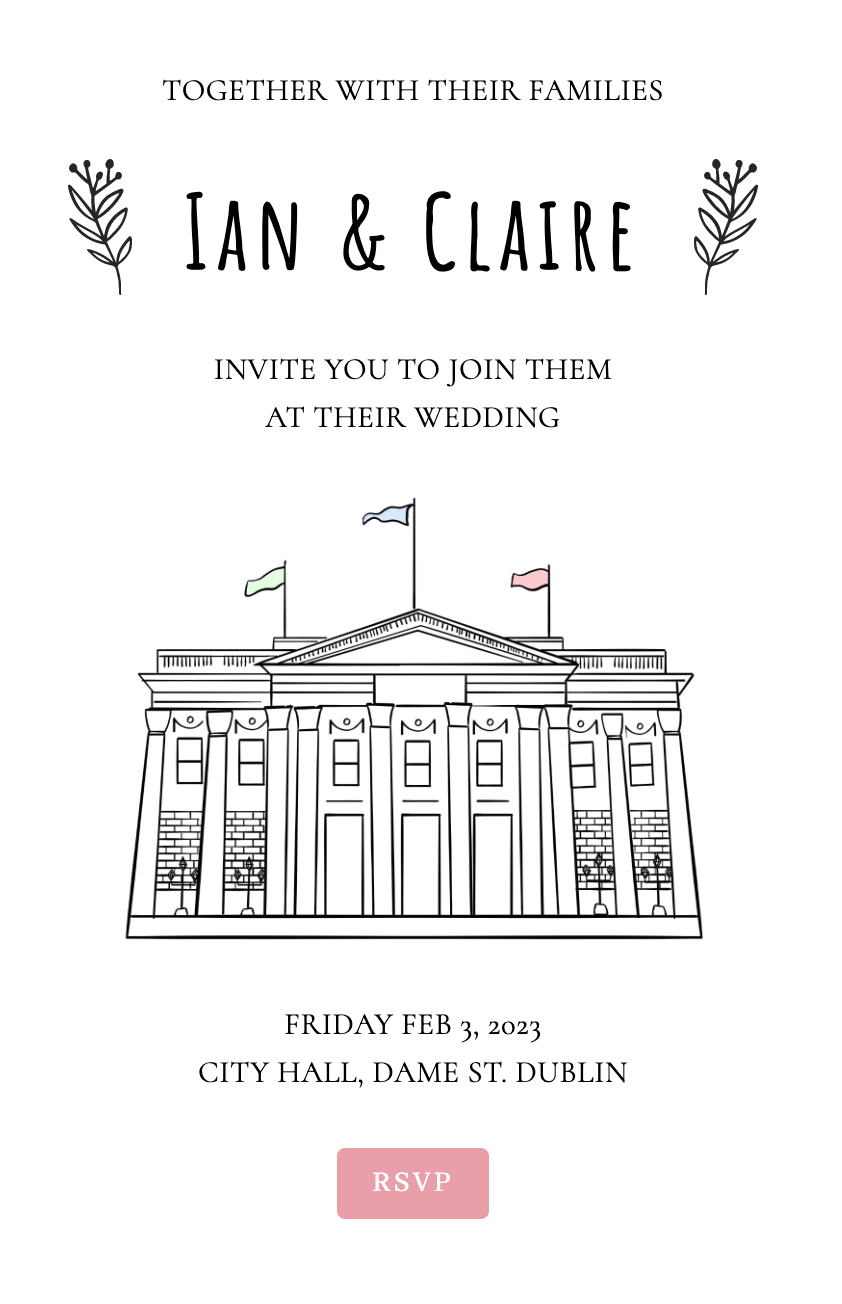 TOGETHER WITH THEIR FAMILIES
IAN & CLAIRE
INVITE YOU TO JOIN THEM
AT THEIR WEDDING
FRIDAY FEB 3, 2023
CITY HALL, DAME ST. DUBLIN
RSVP